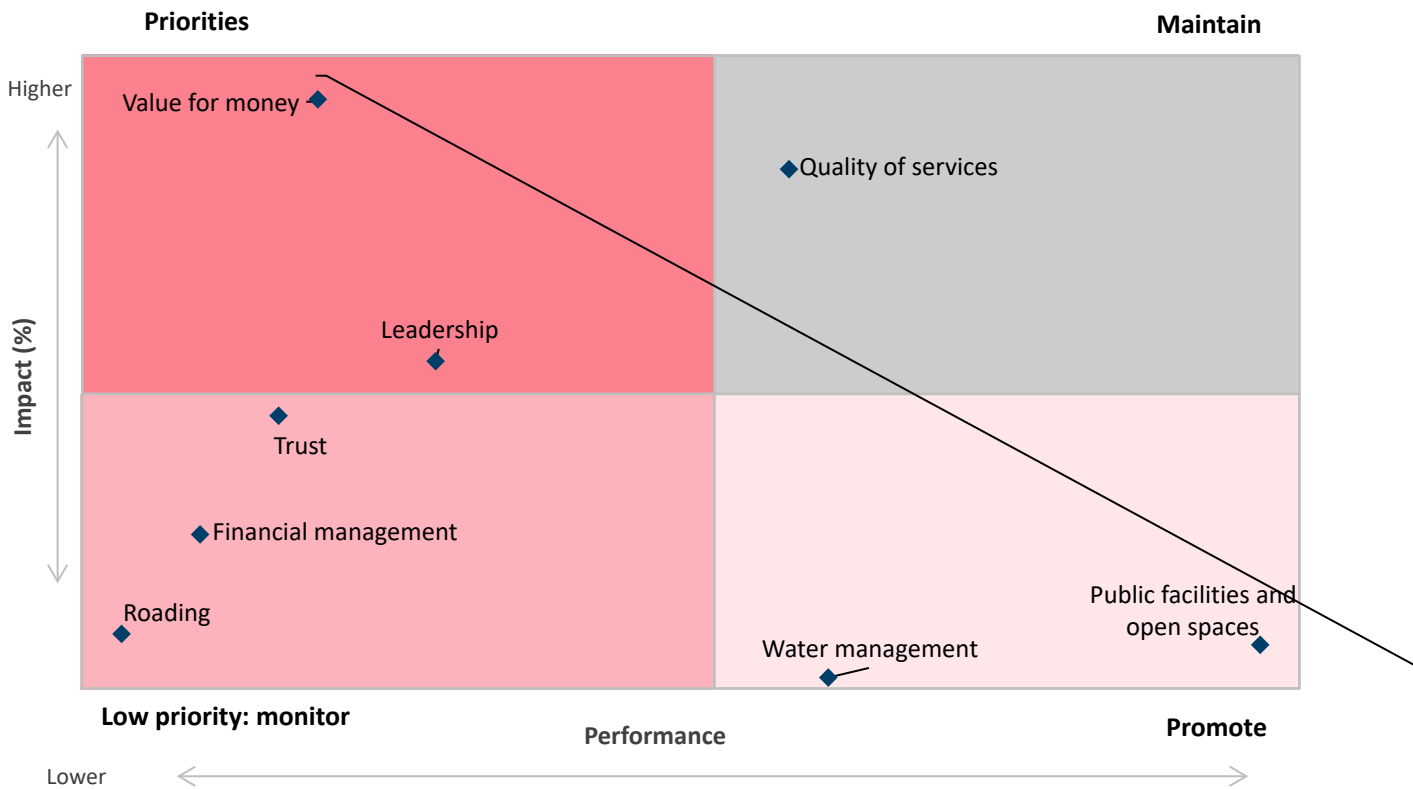 Priorities
Maintain
Higher
Value for money
Quality of services
Leadership
Impact (%)
Trust
Financial management
Roading
Public facilities and
open spaces
Water management
Low priority: monitor
Performance
Promote
Lower